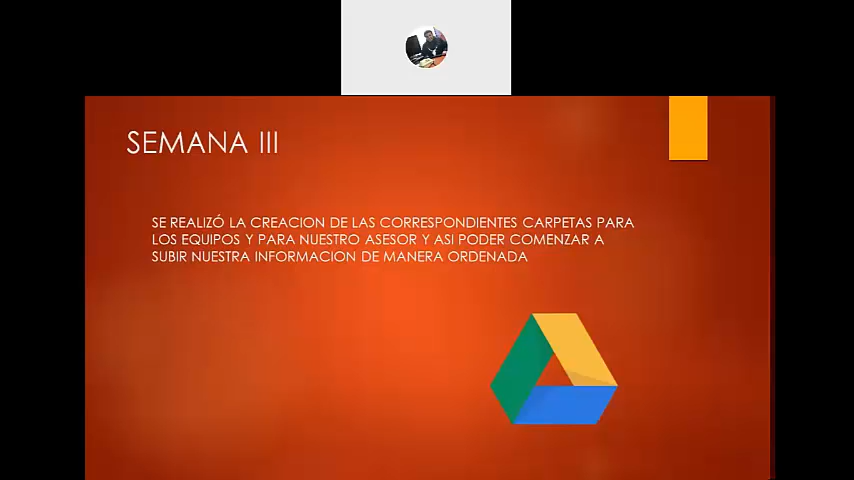 SEMANA III
SE REALIZÓ LA CREACION DE LAS CORRESPONDIENTES CARPETAS PARA
LOS EQUIPOS Y PARA NUESTRO ASESOR Y ASI PODER COMENZAR A
SUBIR NUESTRA INFORMACION DE MANERA ORDENADA